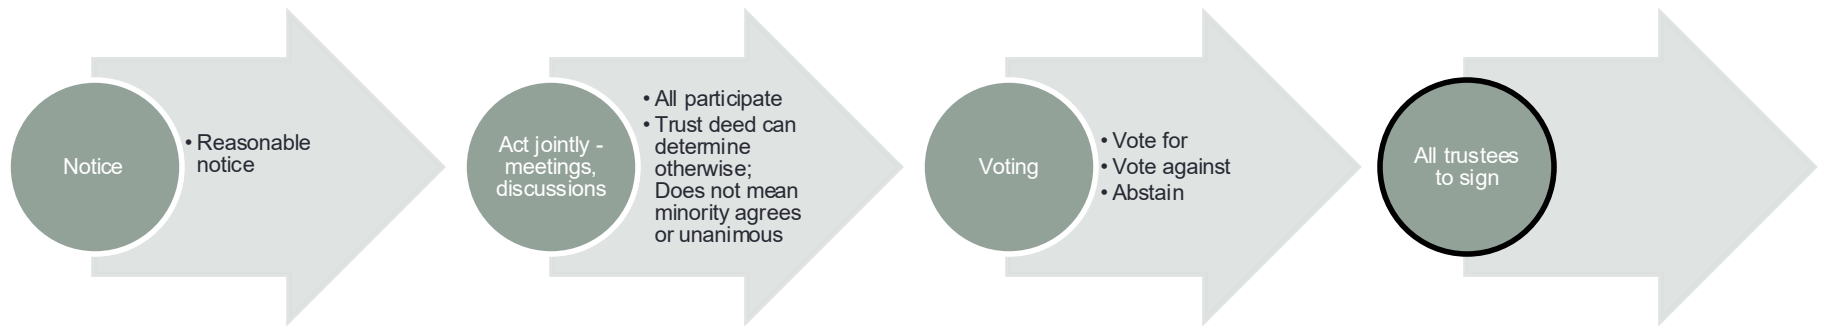 Notice
• Reasonable
notice
Act jointly -
meetings,
discussions
• All participate
• Trust deed can
determine
otherwise;
Does not mean
minority agrees
or unanimous
Voting
• Vote for
• Vote against
• Abstain
All trustees
to sign